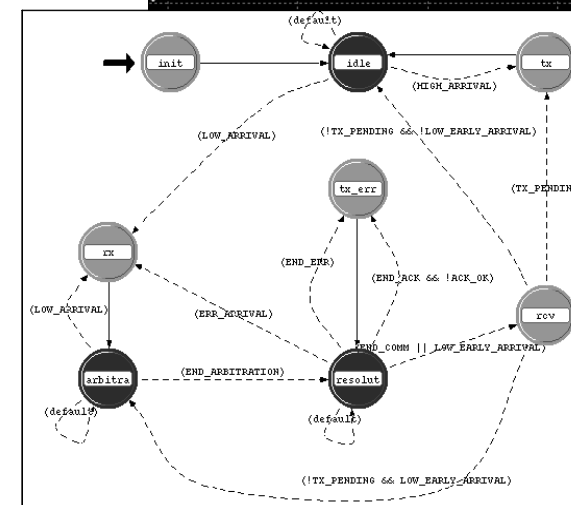 (default)
init
idle
tx
(HIGH_ARRIVAL)
(LOW_ARRIVAL)
(!TX_PENDING && !LOW_EARLY_ARRIVAL)
tx_err
(TX_PENDIN
rx
(END_ERR)
(END_ACK && !ACK_OK)
(LOW_ARRIVAL)
(ERR_ARRIVAL)
rcv
(END_COMM || LOW_EARLY_ARRIVAL)
arbitra
(END_ARBITRATION)
resolut
(default)
(default)
(!TX_PENDING && LOW_EARLY_ARRIVAL)